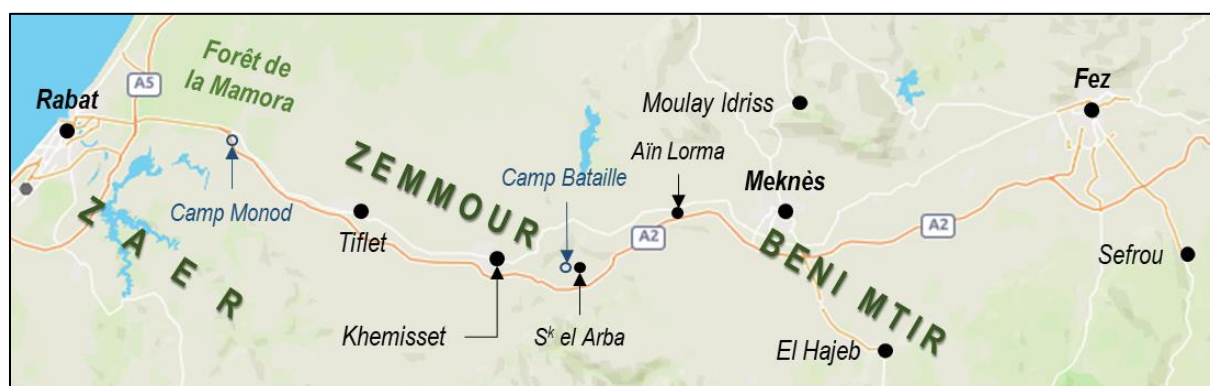 Forêt de
la Mamora
A5
Rabat
Fez
Moulay Idriss
Aïn Lorma
ZEMMOUR
Camp Bataille
Meknès
Camp Monod
ZAER
Tiflet
A2
A2
BENI MTIR
Sefrou
Khemisset
Sk el Arba
El Hajeb